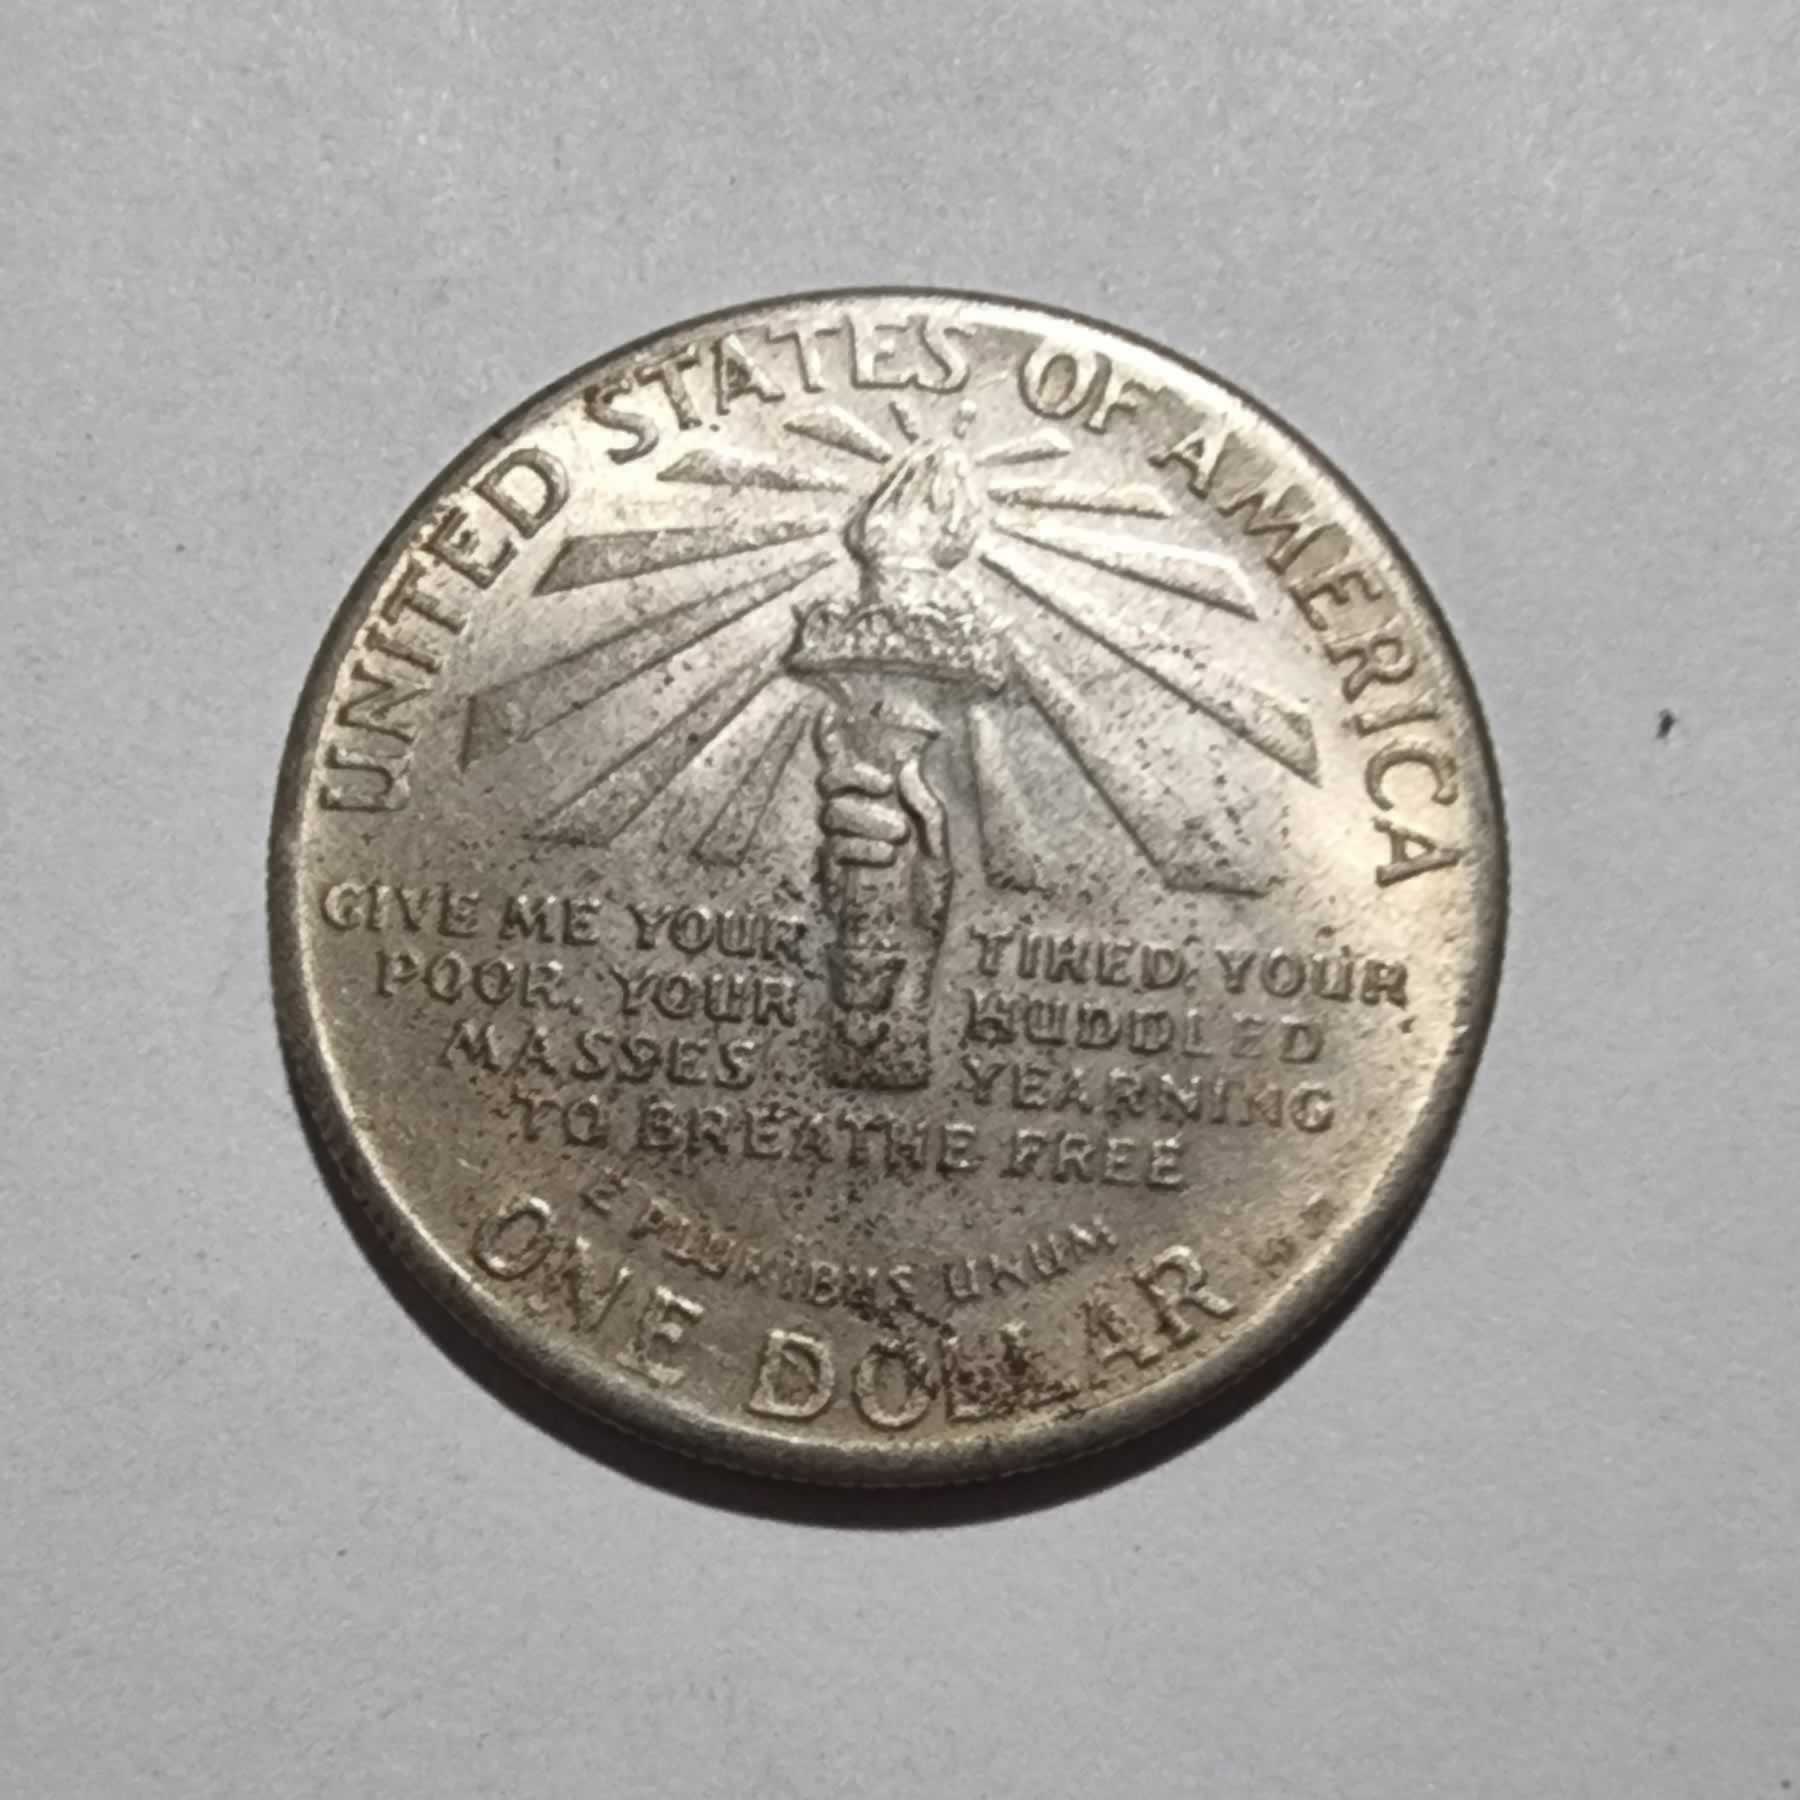 UNITED STATES OF AMERICA
GIVE ME YOUR TIRED, YOUR
POOR, YOUR HUDDLED
MASSES YEARNING
TO BREATHE FREE
E PLURIBUS UNUM
ONE DOLLAR